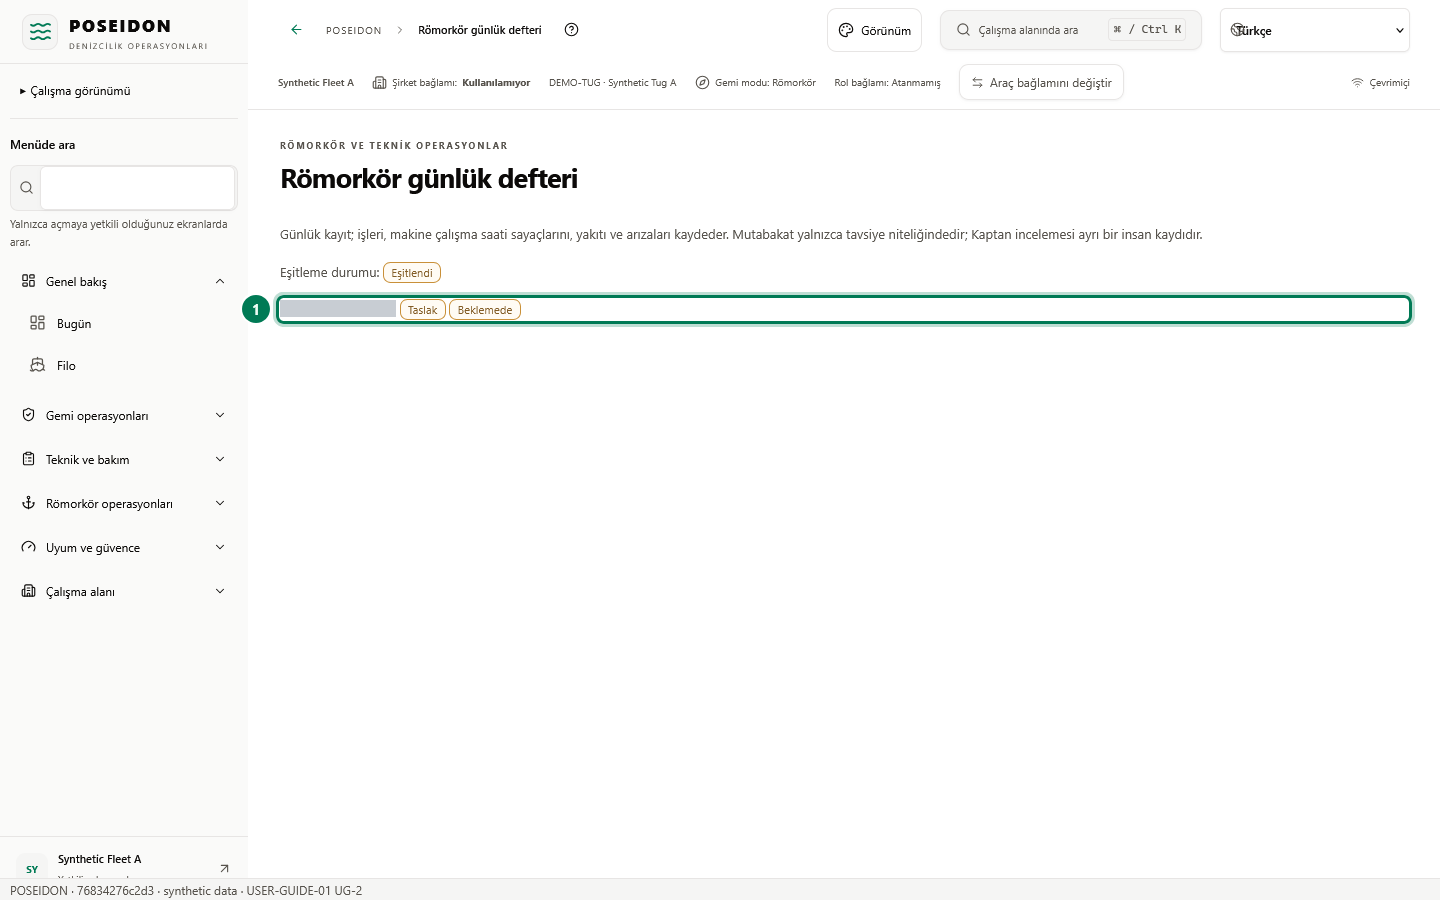 POSEIDON
DENİZCİLİK OPERASYONLARI
Çalışma görünümü
Menüde ara
Yalnızca açmaya yetkili olduğunuz ekranlarda
arar.
Genel bakış
Bugün
Filo
Gemi operasyonları
Teknik ve bakım
Römorkör operasyonları
Uyum ve güvence
Çalışma alanı
SY
Synthetic Fleet A
POSEIDON
Römorkör günlük defteri
Görünüm
Çalışma alanında ara
⌘ / Ctrl K
Türkçe
Synthetic Fleet A
Şirket bağlamı: Kullanılamıyor
DEMO-TUG · Synthetic Tug A
Gemi modu: Römorkör
Rol bağlamı: Atanmamış
Araç bağlamını değiştir
Çevrimiçi
RÖMORKÖR VE TEKNİK OPERASYONLAR
Römorkör günlük defteri
Günlük kayıt; işleri, makine çalışma saati sayaçlarını, yakıtı ve arızaları kaydeder. Mutabakat yalnızca tavsiye niteliğindedir; Kaptan incelemesi ayrı bir insan kaydıdır.
Eşitleme durumu: Eşitlendi
1
Taslak Beklemede
POSEIDON · 76834276c2d3 · synthetic data · USER-GUIDE-01 UG-2